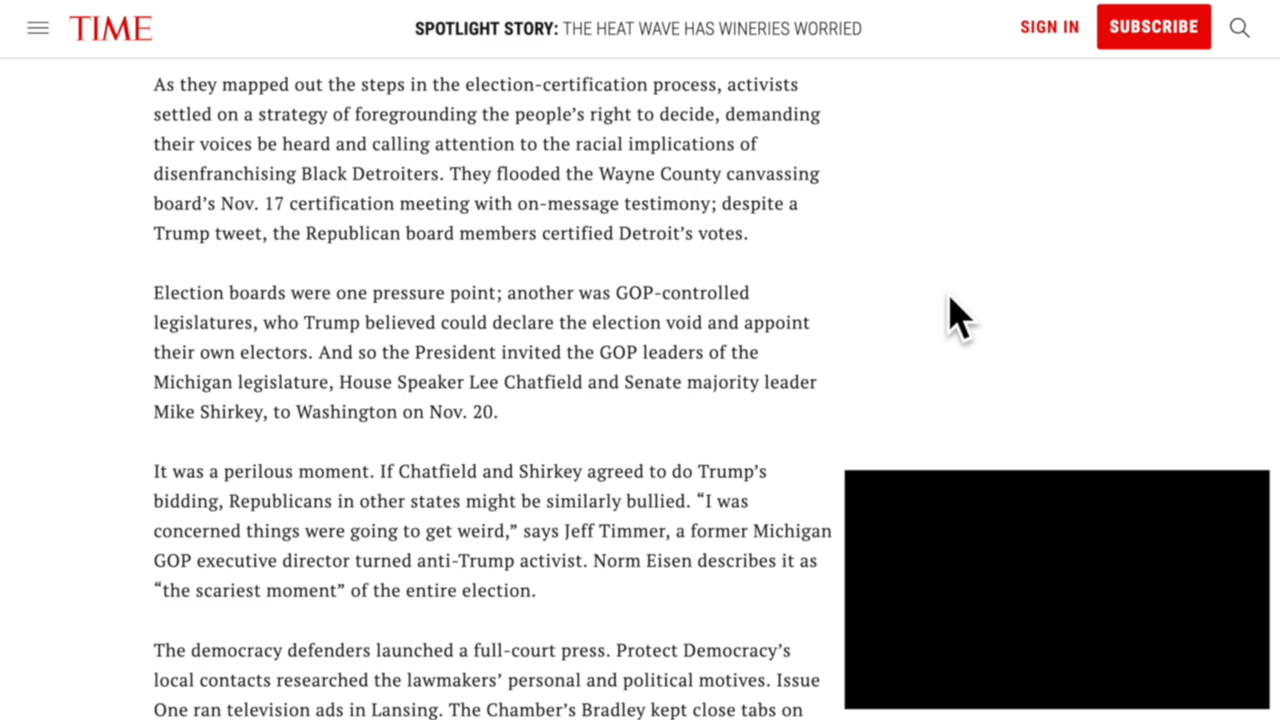 TIME
SPOTLIGHT STORY: THE HEAT WAVE HAS WINERIES WORRIED
SIGN IN
SUBSCRIBE
As they mapped out the steps in the election-certification process, activists
settled on a strategy of foregrounding the people’s right to decide, demanding
their voices be heard and calling attention to the racial implications of
disenfranchising Black Detroiters. They flooded the Wayne County canvassing
board’s Nov. 17 certification meeting with on-message testimony; despite a
Trump tweet, the Republican board members certified Detroit’s votes.
Election boards were one pressure point; another was GOP-controlled
legislatures, who Trump believed could declare the election void and appoint
their own electors. And so the President invited the GOP leaders of the
Michigan legislature, House Speaker Lee Chatfield and Senate majority leader
Mike Shirkey, to Washington on Nov. 20.
It was a perilous moment. If Chatfield and Shirkey agreed to do Trump’s
bidding, Republicans in other states might be similarly bullied. “I was
concerned things were going to get weird,” says Jeff Timmer, a former Michigan
GOP executive director turned anti-Trump activist. Norm Eisen describes it as
“the scariest moment” of the entire election.
The democracy defenders launched a full-court press. Protect Democracy’s
local contacts researched the lawmakers’ personal and political motives. Issue
One ran television ads in Lansing. The Chamber’s Bradley kept close tabs on